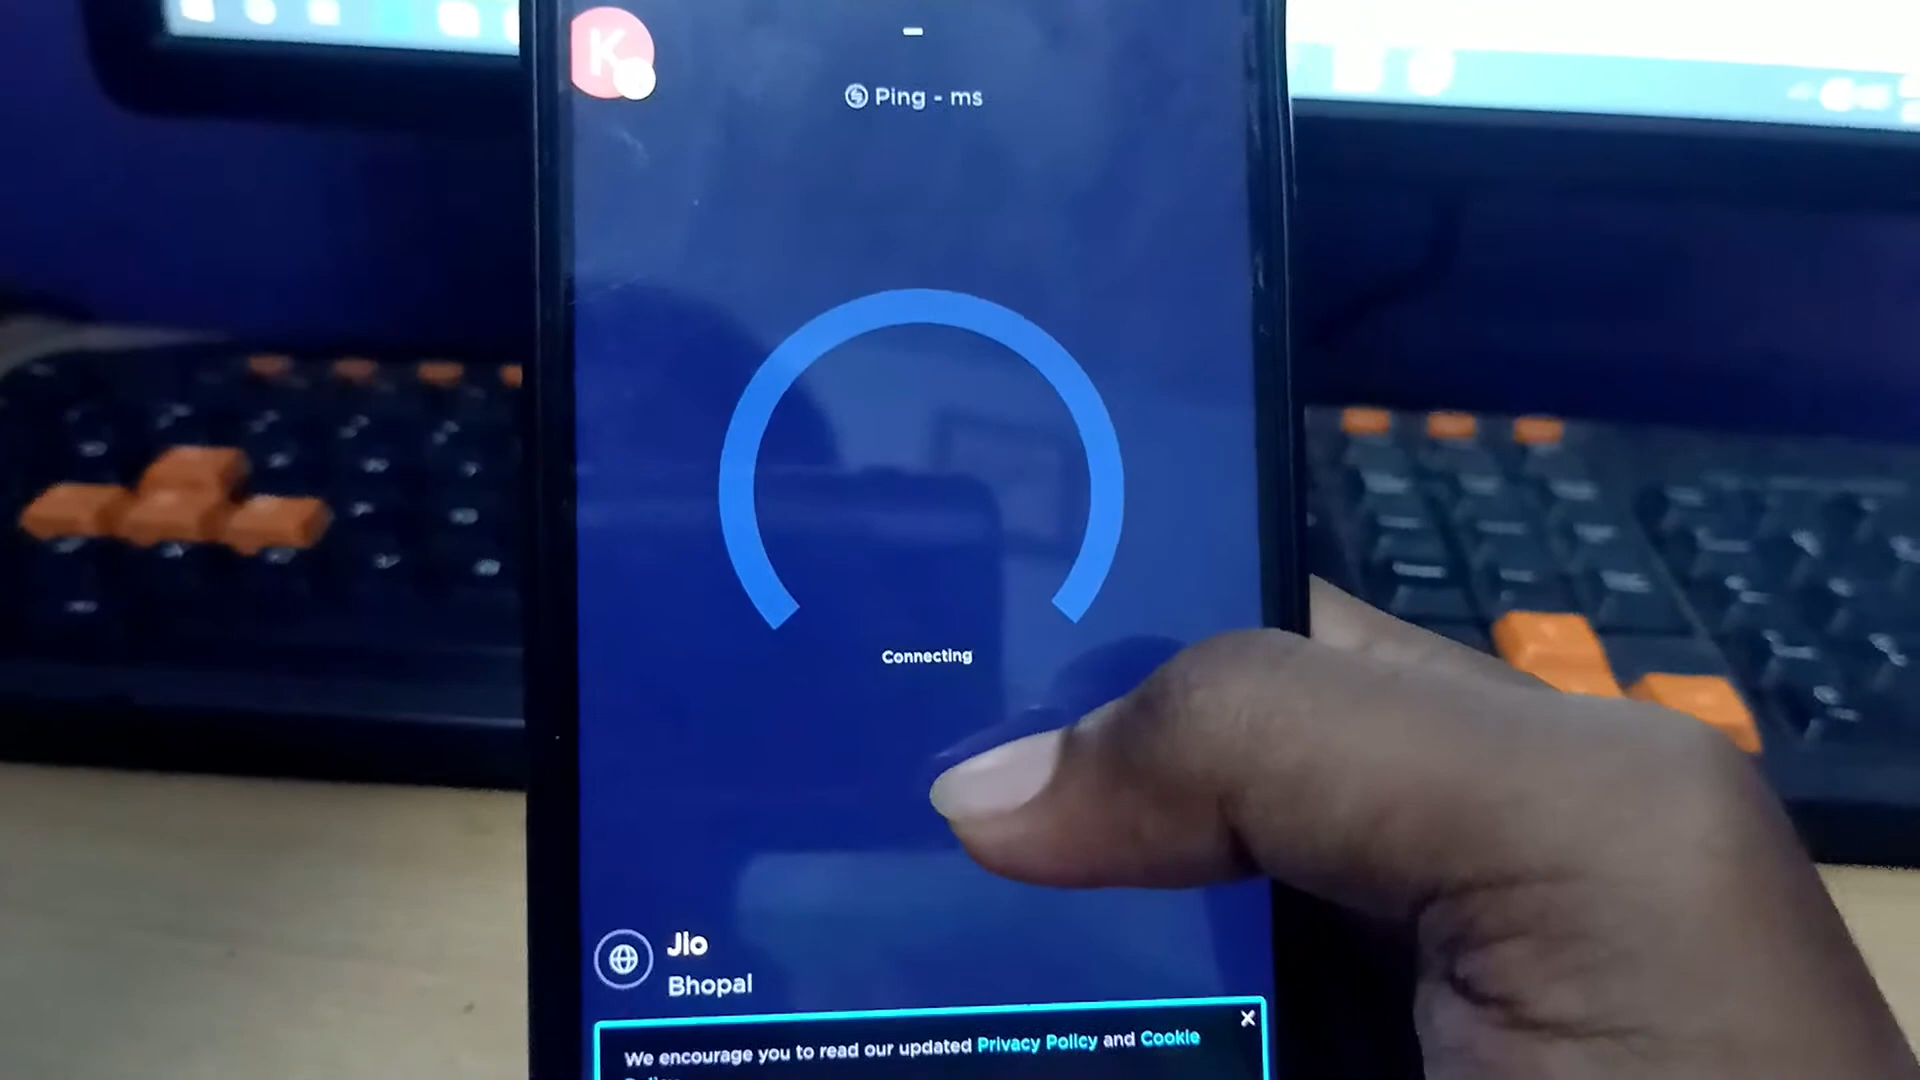 K
Ping - ms
Connecting
Jio
Bhopal
We encourage you to read our updated Privacy Policy and Cookie